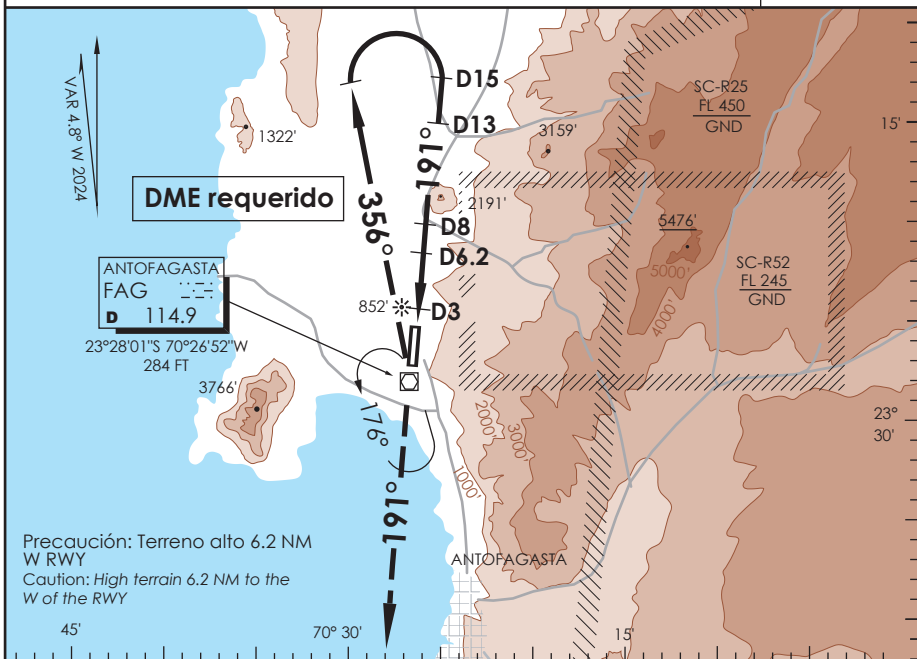 VAR 4.8° W 2024
1322'
DME requerido
356°
191°
D15
D13
D8
D6.2
D3
3159'
2191'
SC-R25
FL 450
GND
15'
5476'
5000'
4000'
SC-R52
FL 245
GND
ANTOFAGASTA
FAG
D 114.9
23°28'01"S 70°26'52"W
284 FT
852'
3766'
176°
191°
2000'
3000'
1000'
23°
30'
Precaución: Terreno alto 6.2 NM
W RWY
Caution: High terrain 6.2 NM to the
W of the RWY
ANTOFAGASTA
45'
70° 30'
15'